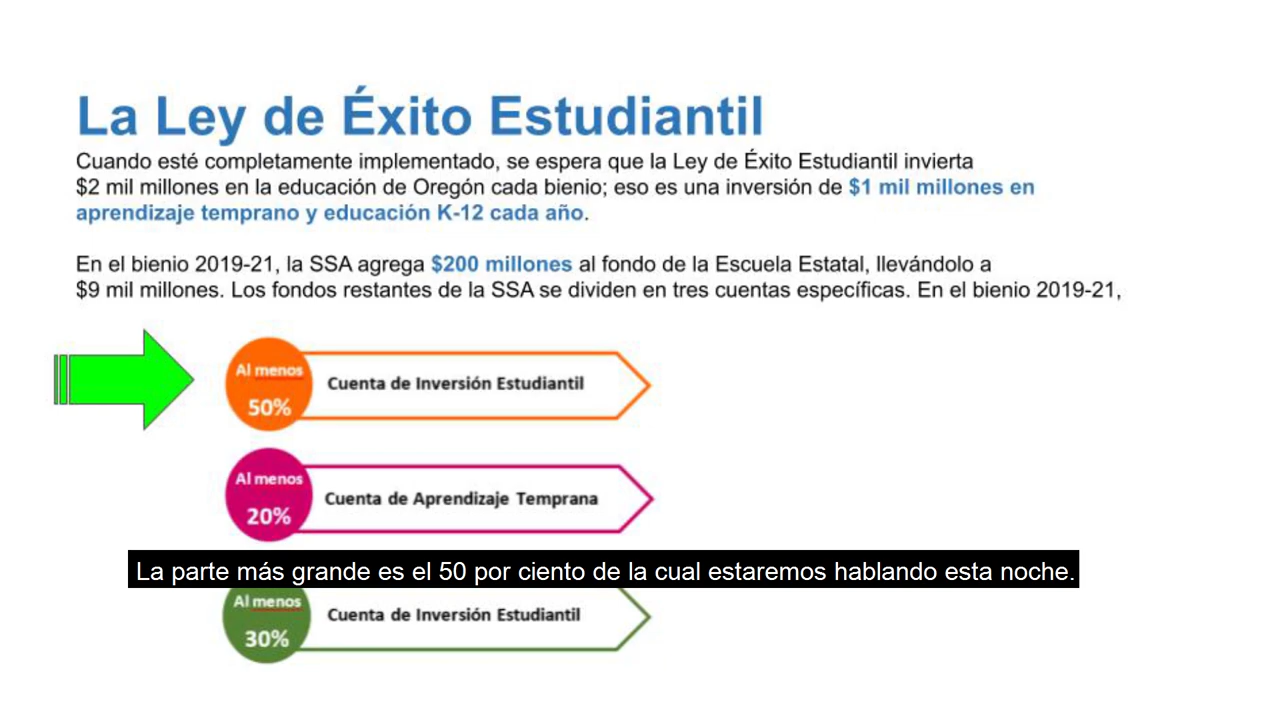 La Ley de Éxito Estudiantil
Cuando esté completamente implementado, se espera que la Ley de Éxito Estudiantil invierta
$2 mil millones en la educación de Oregón cada bienio; eso es una inversión de $1 mil millones en
aprendizaje temprano y educación K-12 cada año.
En el bienio 2019-21, la SSA agrega $200 millones al fondo de la Escuela Estatal, llevándolo a
$9 mil millones. Los fondos restantes de la SSA se dividen en tres cuentas específicas. En el bienio 2019-21,
Al menos
50%
Cuenta de Inversión Estudiantil
Al menos
20%
Cuenta de Aprendizaje Temprana
La parte más grande es el 50 por ciento de la cual estaremos hablando esta noche.
Al menos
30%
Cuenta de Inversión Estudiantil